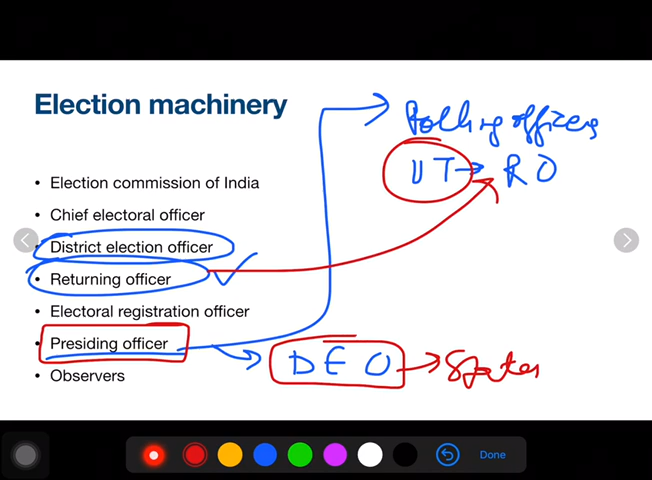 Election machinery
Polling officers
UT → RO
• Election commission of India
• Chief electoral officer
• District election officer
• Returning officer
• Electoral registration officer
• Presiding officer
• Observers
DEO → States
Done